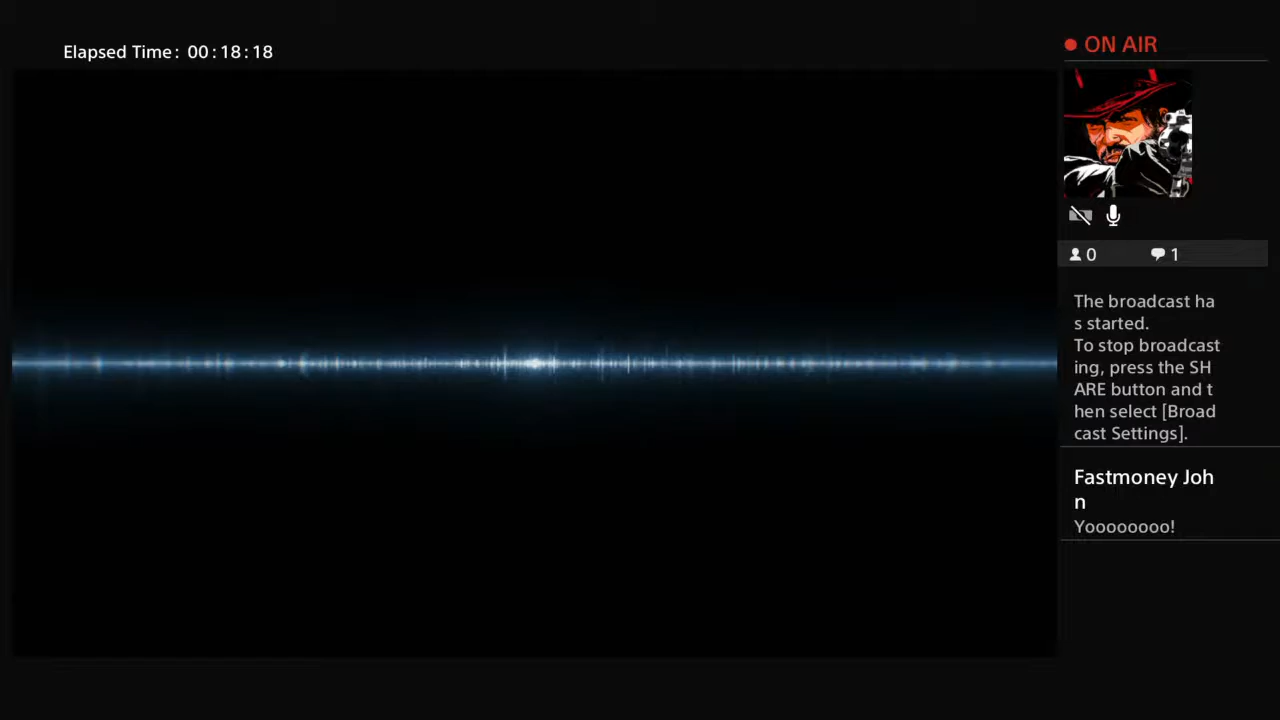 Elapsed Time: 00:18:18
ON AIR
0 1
The broadcast ha
s started.
To stop broadcast
ing, press the SH
ARE button and t
hen select [Broad
cast Settings].
Fastmoney Joh
n
Yoooooooo!